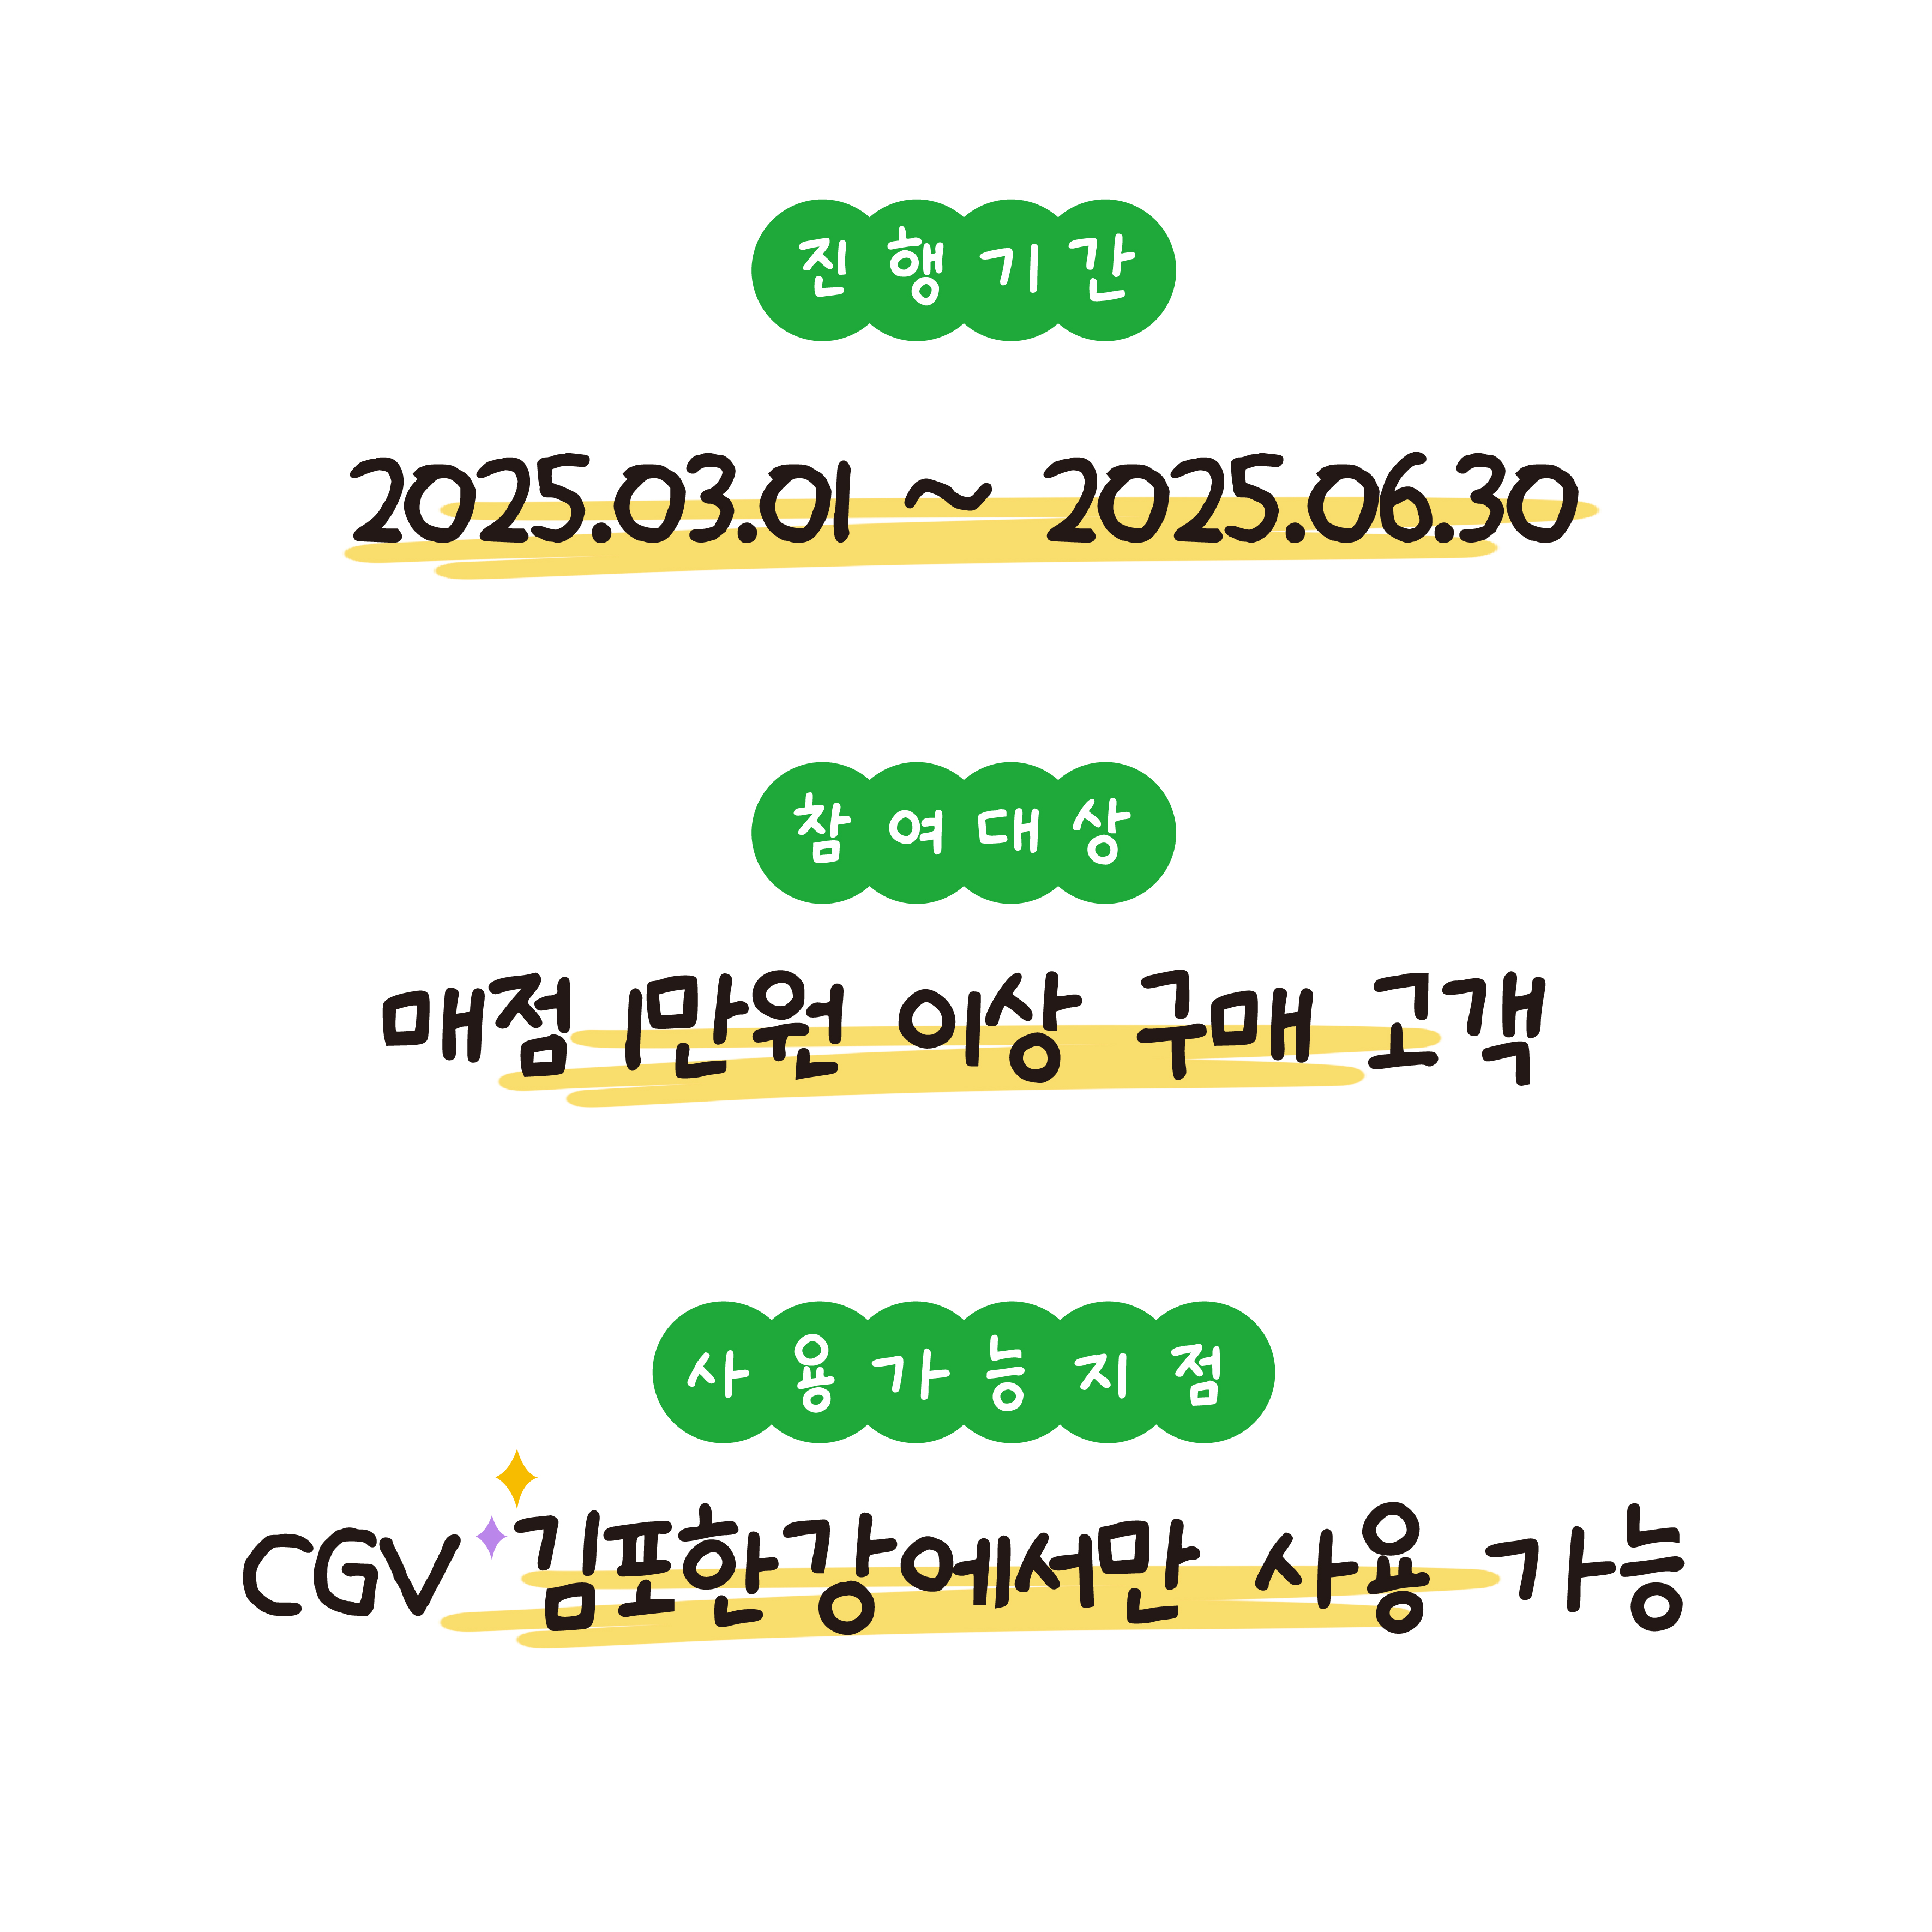 진행기간
2025.03.01 ~ 2025.06.30
참여대상
매점 1만원 이상 구매 고객
사용가능지점
CGV 김포한강에서만 사용 가능